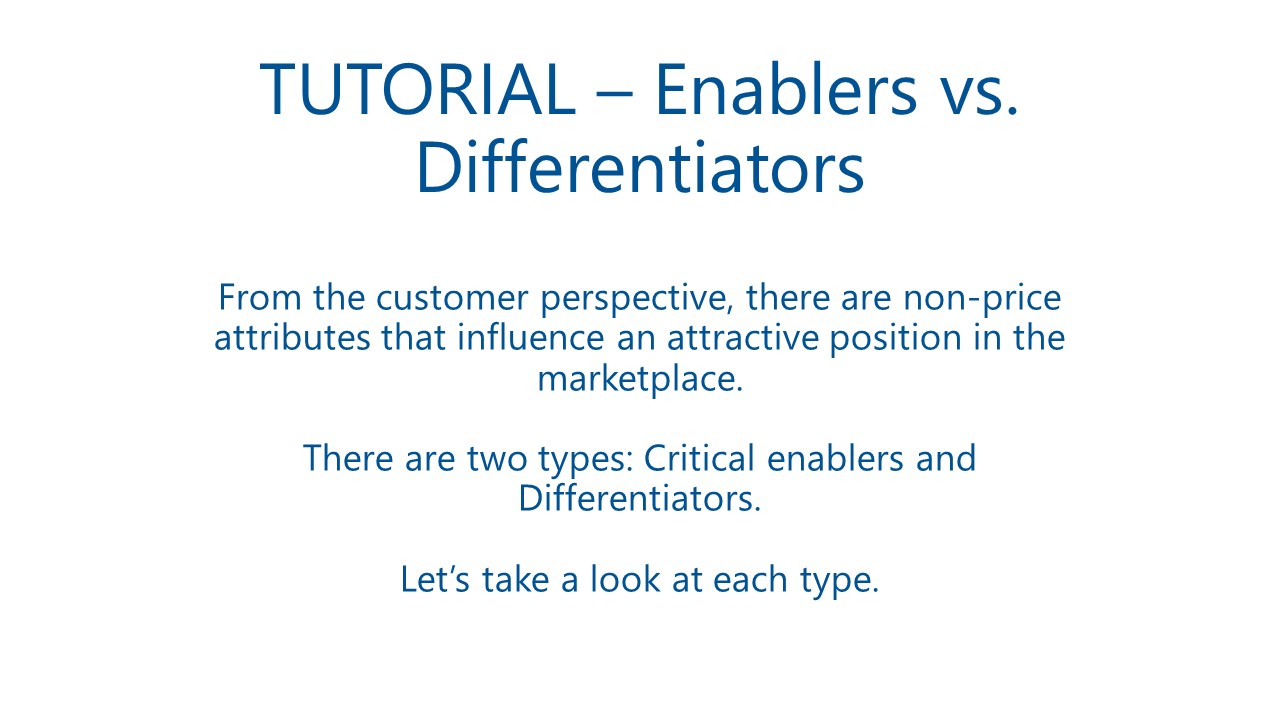 TUTORIAL – Enablers vs.
Differentiators
From the customer perspective, there are non-price
attributes that influence an attractive position in the
marketplace.
There are two types: Critical enablers and
Differentiators.
Let’s take a look at each type.